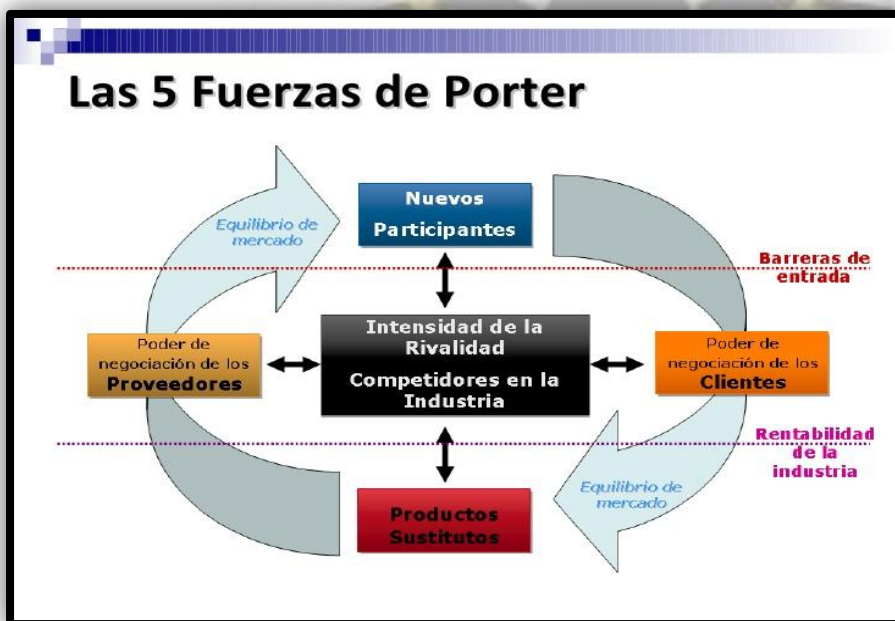 Las 5 Fuerzas de Porter
Equilibrio de
mercado
Nuevos
Participantes
Barreras de
entrada
Poder de
negociación de los
Proveedores
Intensidad de la
Rivalidad
Competidores en la
Industria
Poder de
negociación de los
Clientes
Rentabilidad
de la
industria
Productos
Sustitutos
Equilibrio de
mercado